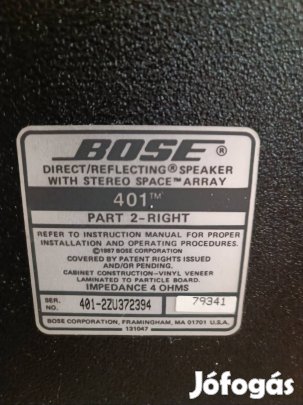 BOSE®
DIRECT/REFLECTING® SPEAKER
WITH STEREO SPACE™ ARRAY
401™
PART 2-RIGHT
REFER TO INSTRUCTION MANUAL FOR PROPER
INSTALLATION AND OPERATING PROCEDURES.
©1987 BOSE CORPORATION
COVERED BY PATENT RIGHTS ISSUED
AND/OR PENDING.
CABINET CONSTRUCTION-VINYL VENEER
LAMINATED TO PARTICLE BOARD.
IMPEDANCE 4 OHMS
SER. NO. 401-2ZU372394 79341
BOSE CORPORATION, FRAMINGHAM, MA 01701 U.S.A.
121047
Jófogás